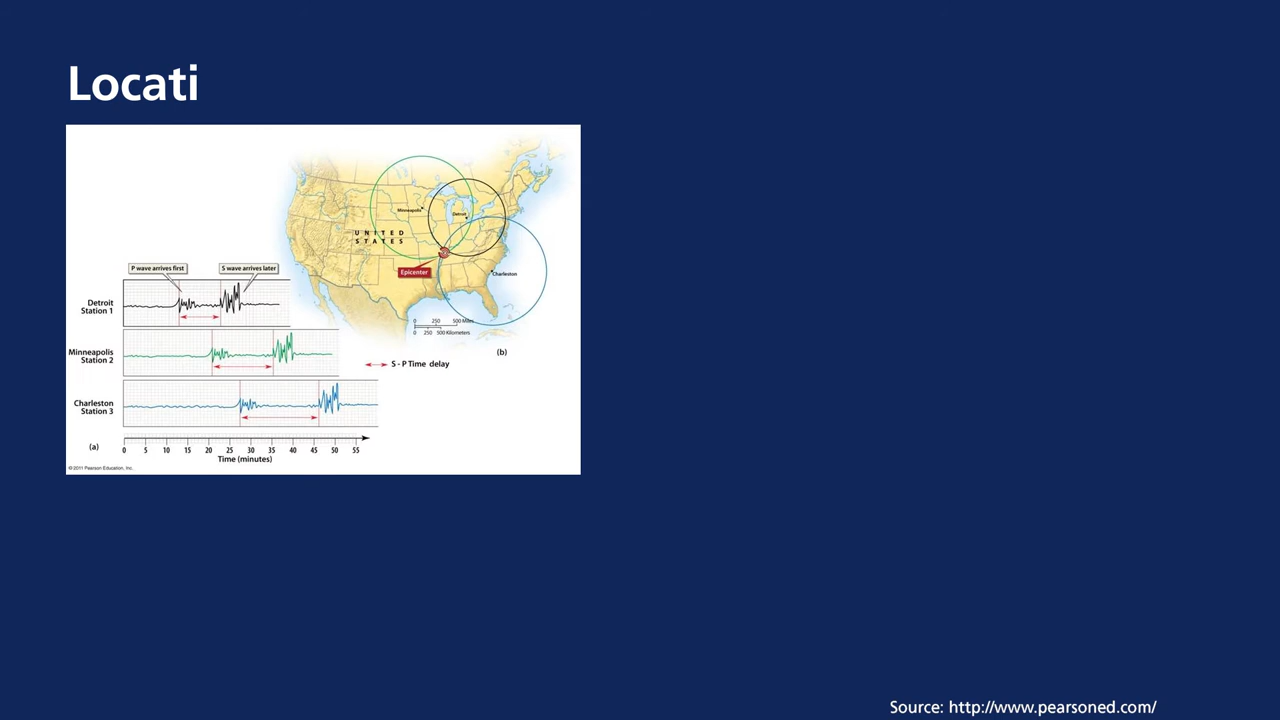 Locati
Minneapolis
Detroit
UNITED
STATES
Epicenter
Charleston
0 250 500 Miles
0 250 500 Kilometers
(b)
P wave arrives first
S wave arrives later
Detroit
Station 1
Minneapolis
Station 2
S - P Time delay
Charleston
Station 3
(a)
0 5 10 15 20 25 30 35 40 45 50 55
Time (minutes)
© 2011 Pearson Education, Inc.
Source: http://www.pearsoned.com/